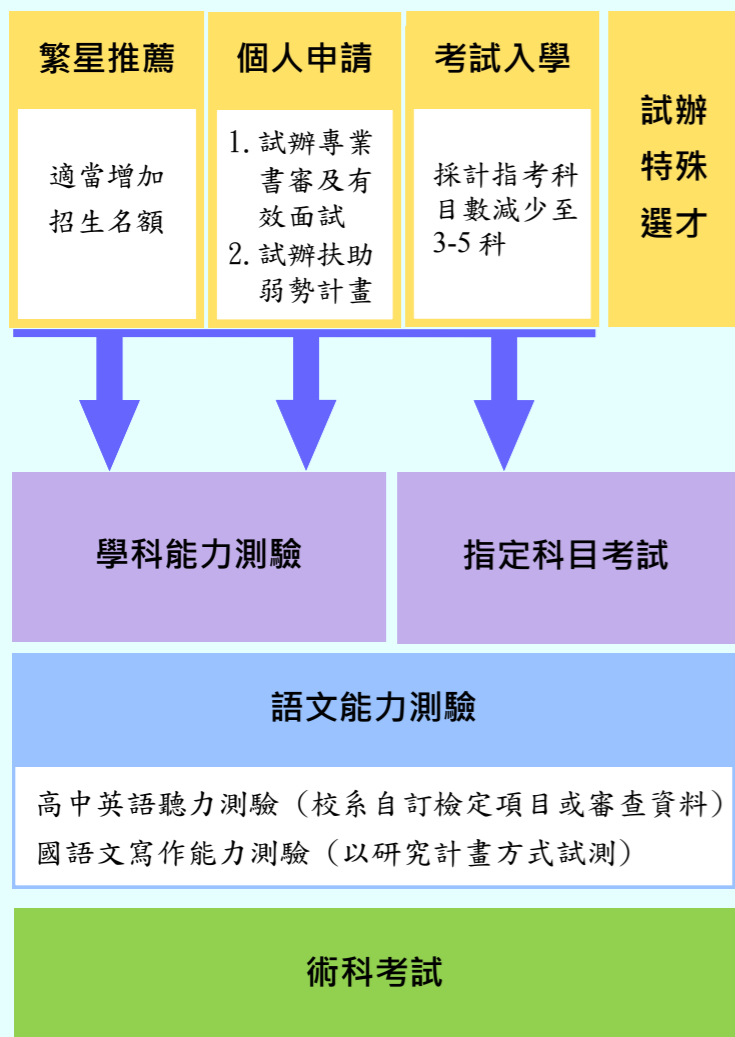 繁星推薦
適當增加
招生名額
個人申請
1. 試辦專業
書審及有
效面試
2. 試辦扶助
弱勢計畫
考試入學
採計指考科
目數減少至
3-5 科
試辦
特殊
選才
學科能力測驗
指定科目考試
語文能力測驗
高中英語聽力測驗（校系自訂檢定項目或審查資料）
國語文寫作能力測驗（以研究計畫方式試測）
術科考試